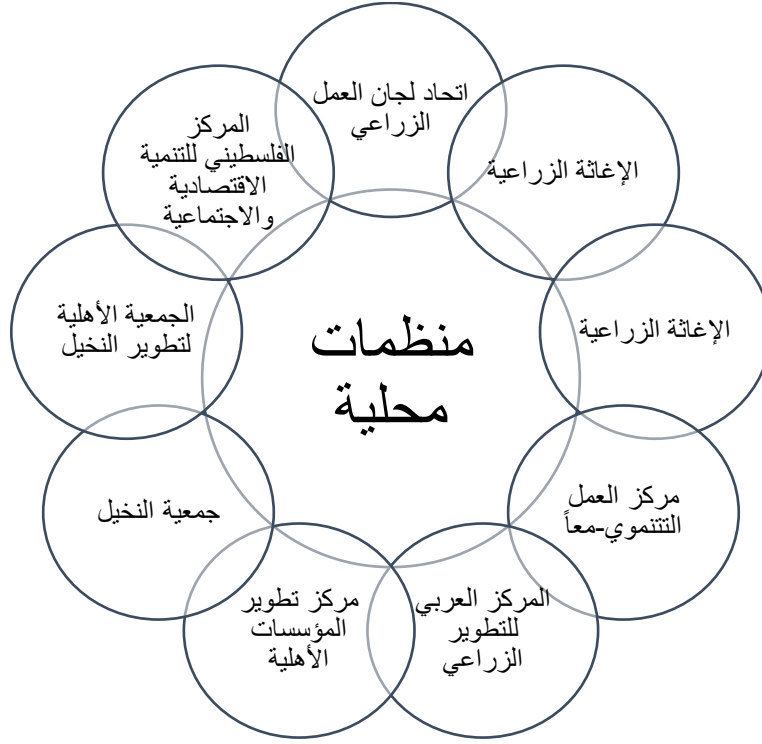 اتحاد لجان العمل
الزراعي
الإغاثة الزراعية
الإغاثة الزراعية
مركز العمل
التتنموي-معاً
المركز العربي
للتطوير
الزراعي
مركز تطوير
المؤسسات
الأهلية
جمعية النخيل
الجمعية الأهلية
لتطوير النخيل
المركز
الفلسطيني للتنمية
الاقتصادية
والاجتماعية
منظمات
محلية